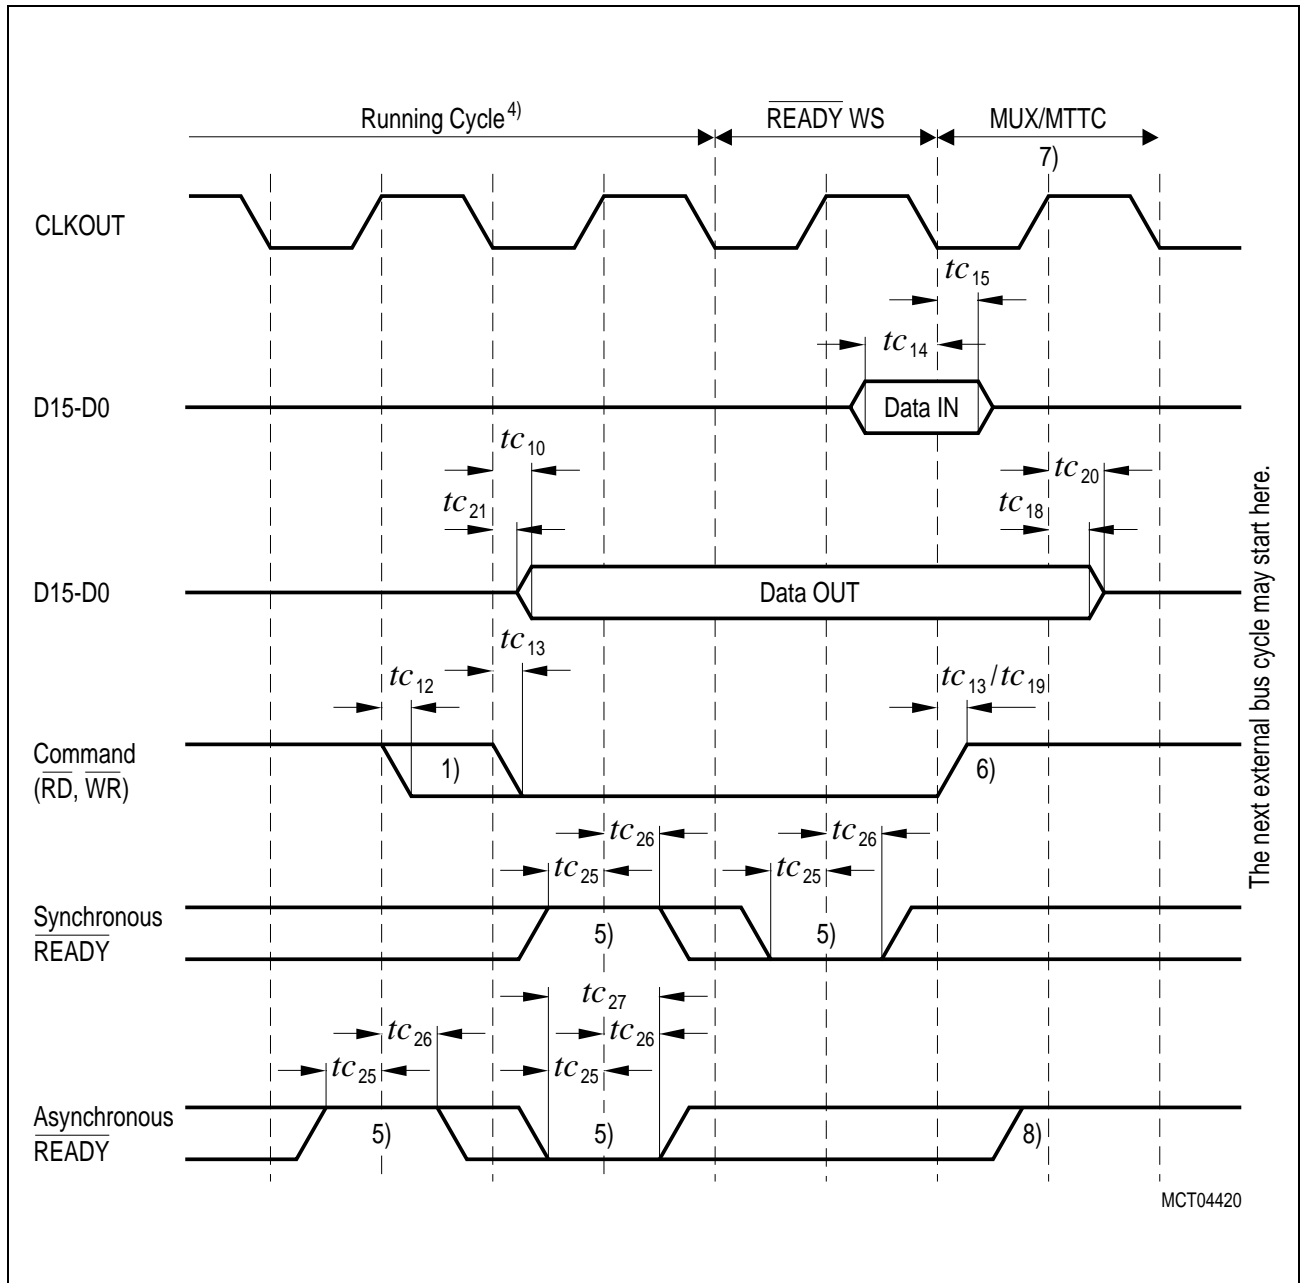 Running Cycle 4)
READY WS
MUX/MTTC
7)
CLKOUT
tc15
tc14
D15-D0
Data IN
tc10
tc20
tc21
tc18
D15-D0
Data OUT
tc13
tc12
tc13/tc19
Command
(RD, WR)
1)
6)
tc26
tc26
tc25
tc25
Synchronous
READY
5)
5)
tc27
tc26
tc26
tc25
tc25
Asynchronous
READY
5)
5)
8)
The next external bus cycle may start here.
MCT04420